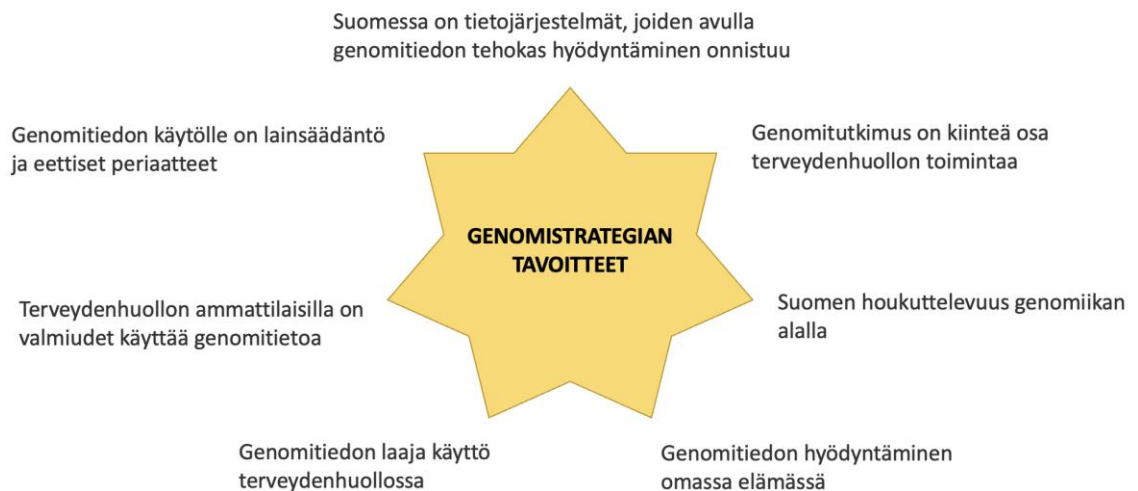 Suomessa on tietojärjestelmät, joiden avulla
genomitiedon tehokas hyödyntäminen onnistuu
Genomitiedon käytölle on lainsäädäntö
ja eettiset periaatteet
Genomitutkimus on kiinteä osa
terveydenhuollon toimintaa
GENOMISTRATEGIAN
TAVOITTEET
Terveydenhuollon ammattilaisilla on
valmiudet käyttää genomitietoa
Suomen houkuttelevuus genomiikan
alalla
Genomitiedon laaja käyttö
terveydenhuollossa
Genomitiedon hyödyntäminen
omassa elämässä